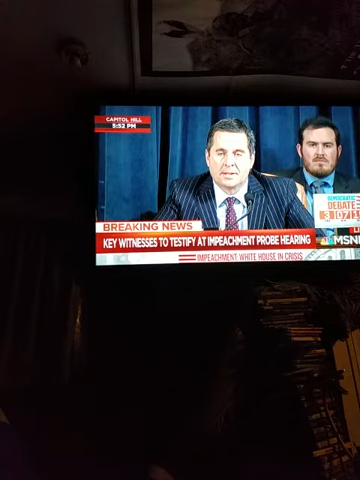 CAPITOL HILL
5:52 PM
DEMOCRATIC
DEBATE
BREAKING NEWS
KEY WITNESSES TO TESTIFY AT IMPEACHMENT PROBE HEARING
MSN
IMPEACHMENT: WHITE HOUSE IN CRISIS